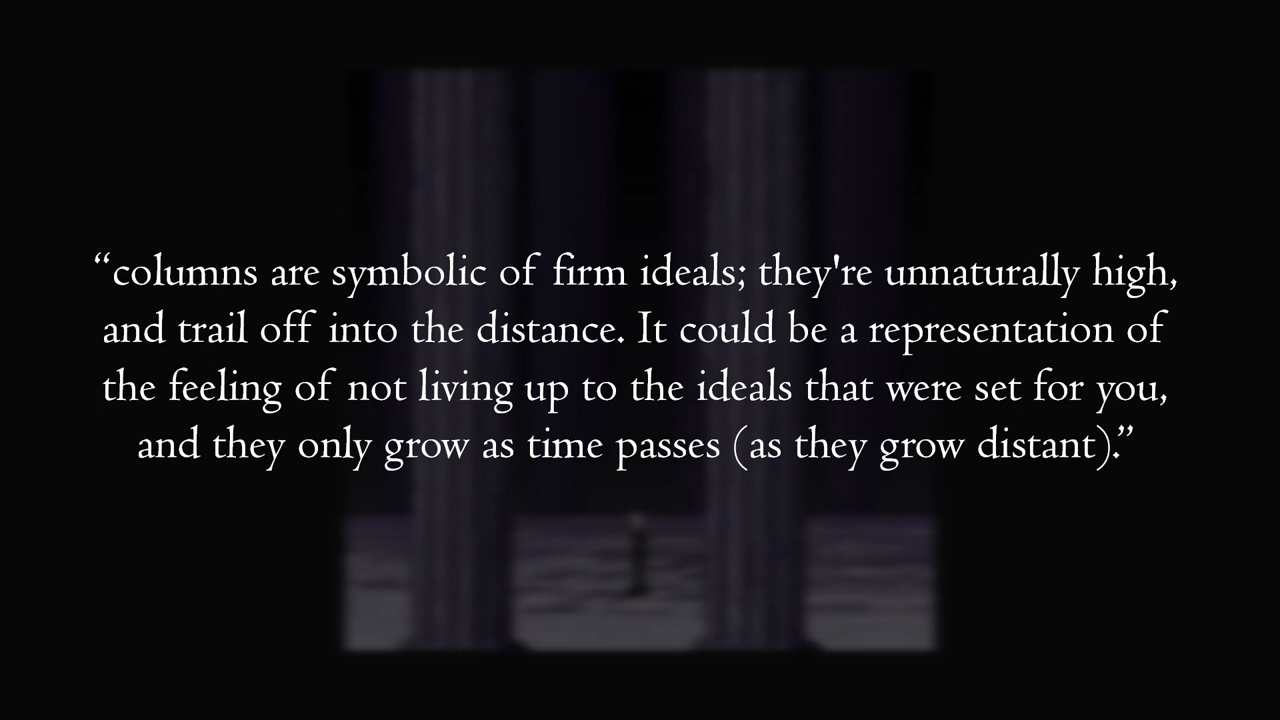 “columns are symbolic of firm ideals; they're unnaturally high,
and trail off into the distance. It could be a representation of
the feeling of not living up to the ideals that were set for you,
and they only grow as time passes (as they grow distant).”